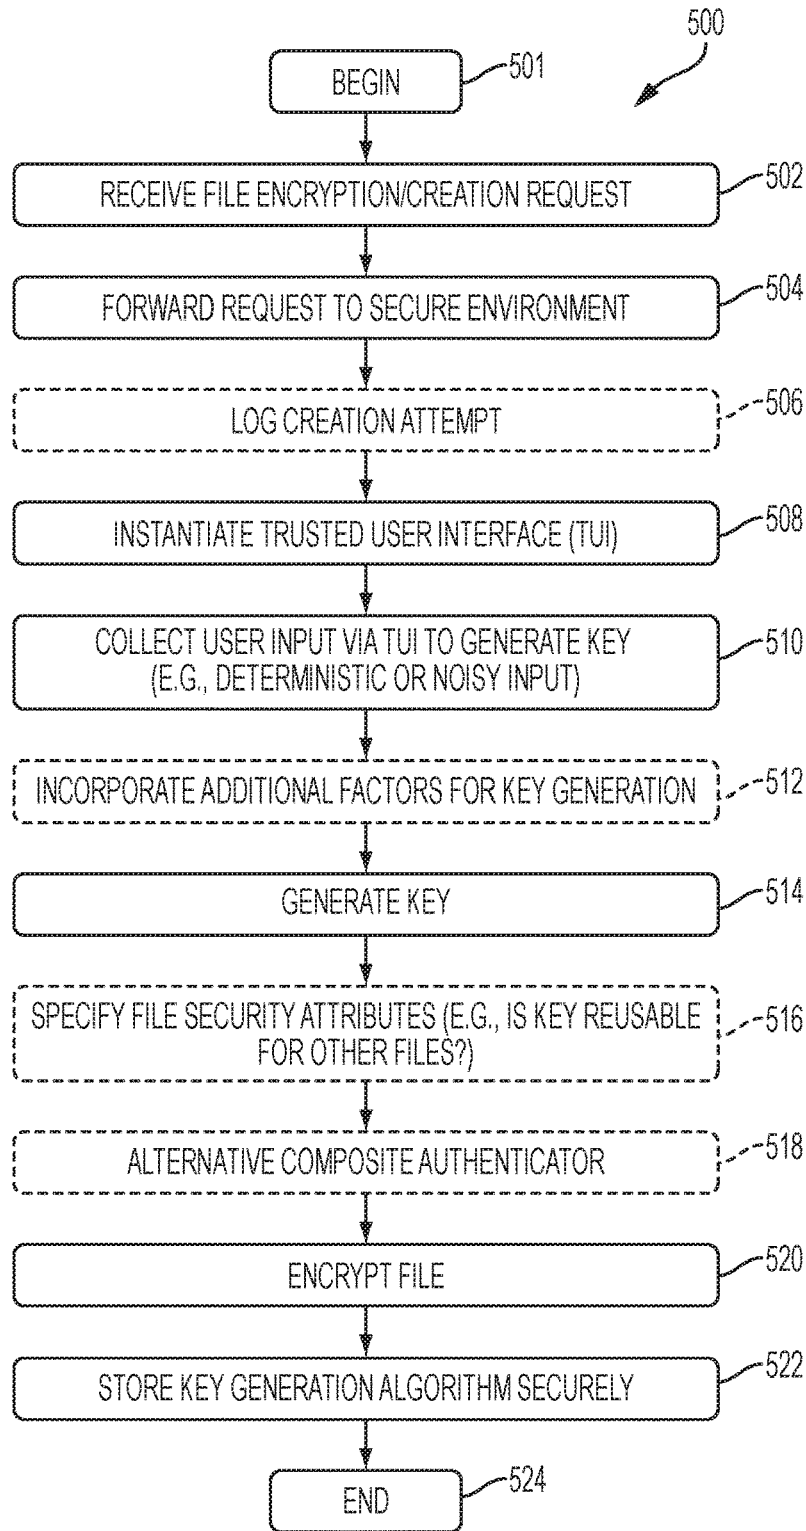 500
BEGIN
501
RECEIVE FILE ENCRYPTION/CREATION REQUEST
502
FORWARD REQUEST TO SECURE ENVIRONMENT
504
LOG CREATION ATTEMPT
506
INSTANTIATE TRUSTED USER INTERFACE (TUI)
508
COLLECT USER INPUT VIA TUI TO GENERATE KEY
(E.G., DETERMINISTIC OR NOISY INPUT)
510
INCORPORATE ADDITIONAL FACTORS FOR KEY GENERATION
512
GENERATE KEY
514
SPECIFY FILE SECURITY ATTRIBUTES (E.G., IS KEY REUSABLE
FOR OTHER FILES?)
516
ALTERNATIVE COMPOSITE AUTHENTICATOR
518
ENCRYPT FILE
520
STORE KEY GENERATION ALGORITHM SECURELY
522
END
524